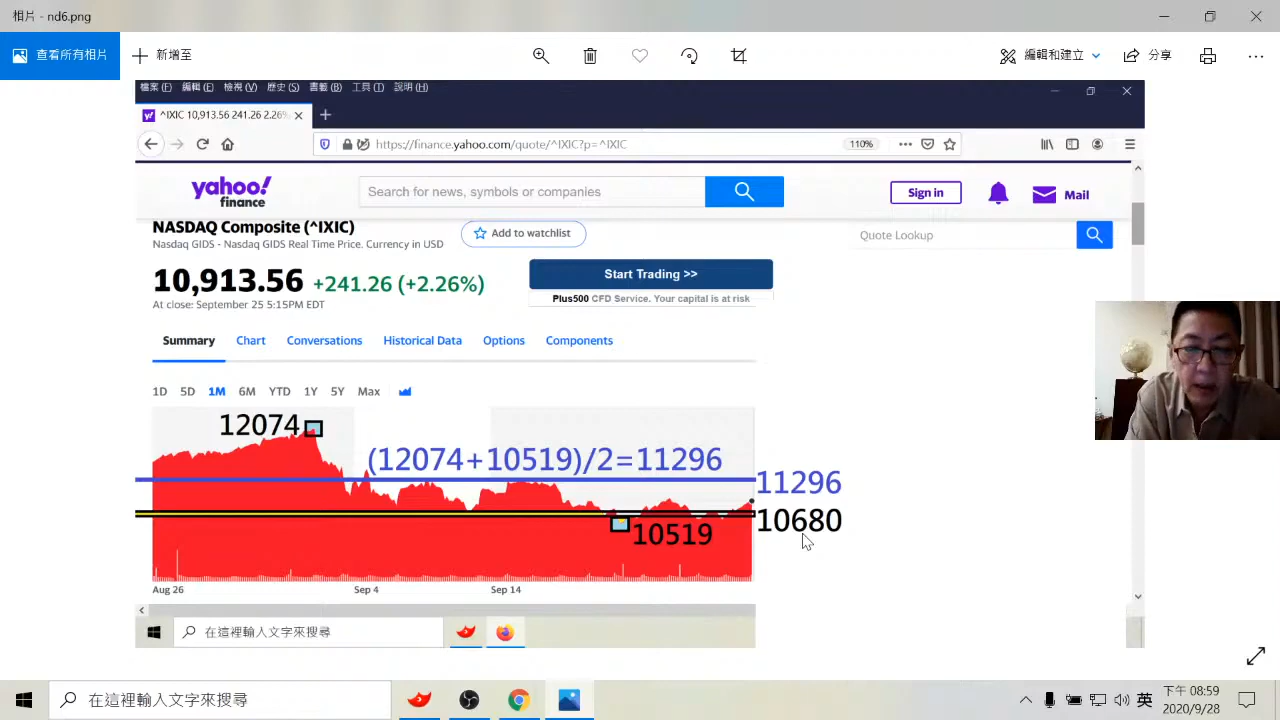 相片 - nd6.png
查看所有相片
新增至
編輯和建立
分享
檔案 (F) 編輯 (E) 檢視 (V) 歷史 (S) 書籤 (B) 工具 (T) 說明 (H)
^IXIC 10,913.56 241.26 2.26%
https://finance.yahoo.com/quote/^IXIC?p=^IXIC
110%
yahoo!
finance
Search for news, symbols or companies
Sign in
Mail
NASDAQ Composite (^IXIC)
Nasdaq GIDS - Nasdaq GIDS Real Time Price. Currency in USD
Add to watchlist
Quote Lookup
10,913.56 +241.26 (+2.26%)
At close: September 25 5:15PM EDT
Start Trading >>
Plus500 CFD Service. Your capital is at risk
Summary Chart Conversations Historical Data Options Components
1D 5D 1M 6M YTD 1Y 5Y Max
12074
(12074+10519)/2=11296
11296
10680
10519
Aug 26 Sep 4 Sep 14
在這裡輸入文字來搜尋
在這裡輸入文字來搜尋
英
下午 08:59
2020/9/28